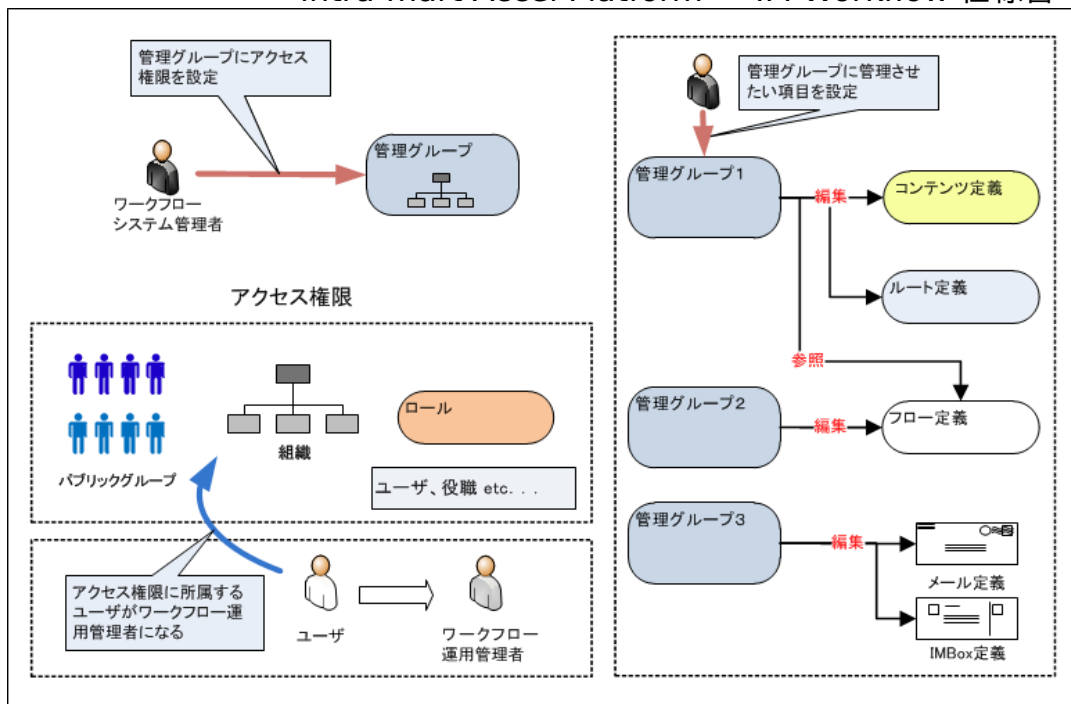 intra-mart Accel Platform — IM-Workflow 仕様書
管理グループにアクセス
権限を設定
管理グループ
ワークフロー
システム管理者
アクセス権限
パブリックグループ
組織
ロール
ユーザ、役職 etc. . .
アクセス権限に所属する
ユーザがワークフロー運
用管理者になる
ユーザ
ワークフロー
運用管理者
管理グループに管理させ
たい項目を設定
管理グループ1
編集
コンテンツ定義
ルート定義
参照
管理グループ2
編集
フロー定義
管理グループ3
編集
メール定義
IMBox定義